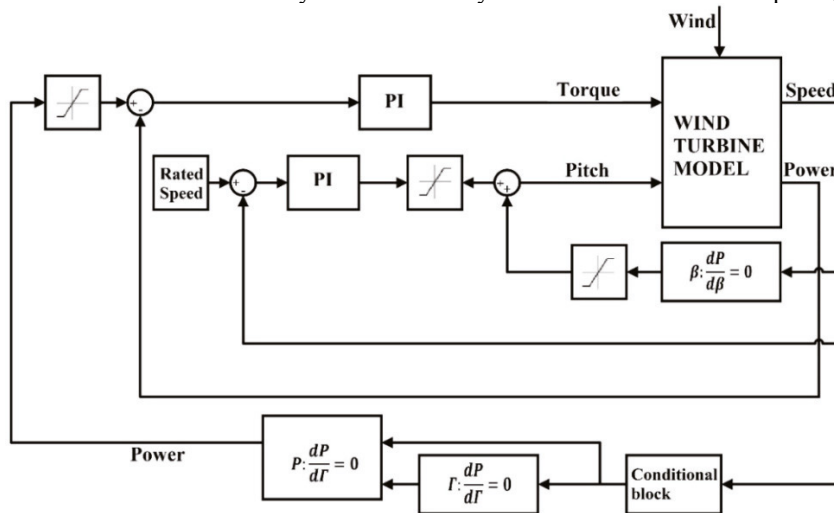 Wind
PI
Torque
Speed
WIND
TURBINE
MODEL
Rated
Speed
PI
Pitch
Power
β: dP/dβ = 0
Power
P: dP/dΓ = 0
Γ: dP/dΓ = 0
Conditional
block